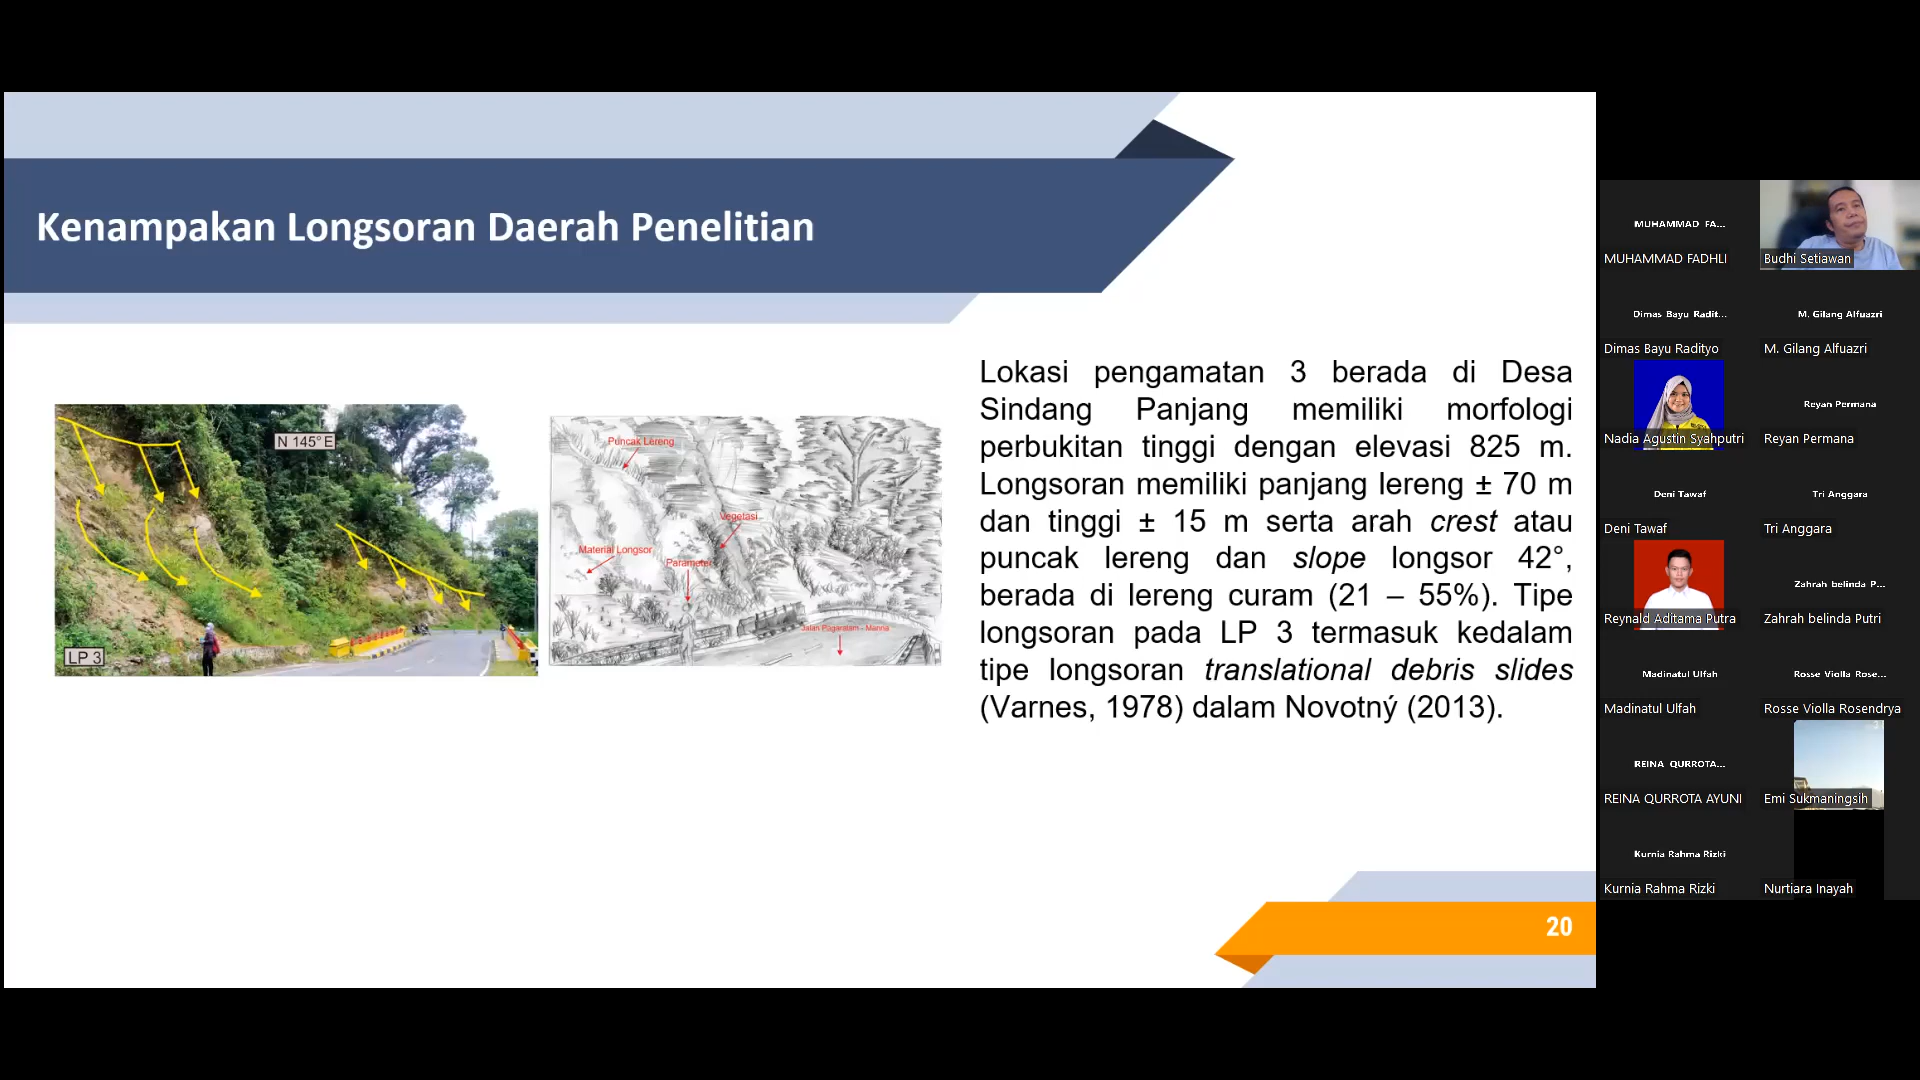 Kenampakan Longsoran Daerah Penelitian
N 145° E
LP 3
Puncak Lereng
Vegetasi
Material Longsor
Parameter
Jalan Pagaralam - Manna
Lokasi pengamatan 3 berada di Desa
Sindang Panjang memiliki morfologi
perbukitan tinggi dengan elevasi 825 m.
Longsoran memiliki panjang lereng ± 70 m
dan tinggi ± 15 m serta arah crest atau
puncak lereng dan slope longsor 42°,
berada di lereng curam (21 – 55%). Tipe
longsoran pada LP 3 termasuk kedalam
tipe longsoran translational debris slides
(Varnes, 1978) dalam Novotný (2013).
20
MUHAMMAD FA...
MUHAMMAD FADHLI
Budhi Setiawan
Dimas Bayu Radit...
Dimas Bayu Radityo
M. Gilang Alfuazri
M. Gilang Alfuazri
Nadia Agustin Syahputri
Reyan Permana
Reyan Permana
Deni Tawaf
Deni Tawaf
Tri Anggara
Tri Anggara
Reynald Aditama Putra
Zahrah belinda P...
Zahrah belinda Putri
Madinatul Ulfah
Madinatul Ulfah
Rosse Violla Rose...
Rosse Violla Rosendrya
REINA QURROTA...
REINA QURROTA AYUNI
Emi Sukmaningsih
Kurnia Rahma Rizki
Kurnia Rahma Rizki
Nurtiara Inayah